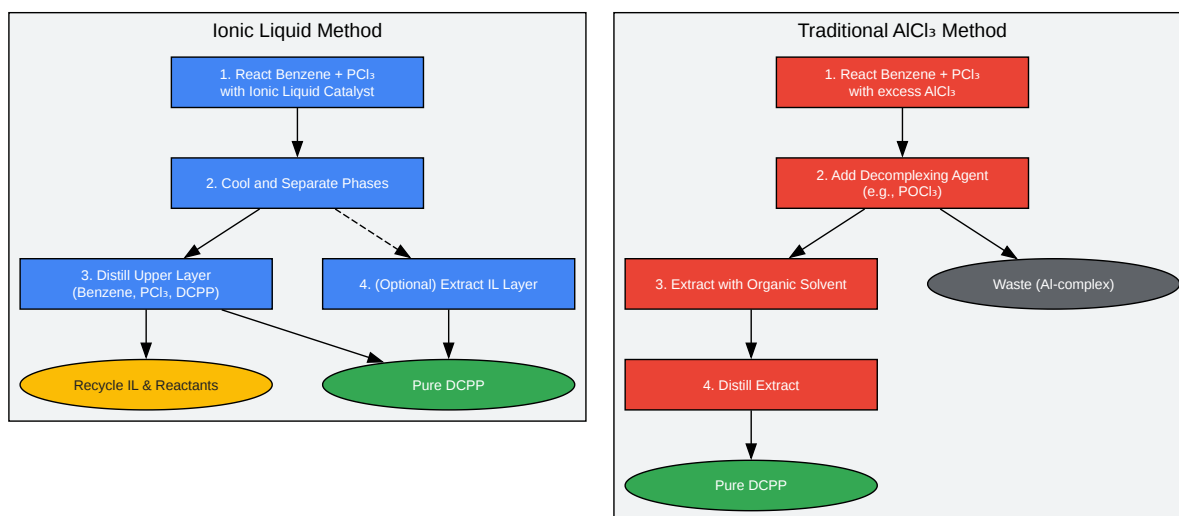 Ionic Liquid Method
1. React Benzene + PCl₃
with Ionic Liquid Catalyst
2. Cool and Separate Phases
3. Distill Upper Layer
(Benzene, PCl₃, DCPP)
4. (Optional) Extract IL Layer
Recycle IL & Reactants
Pure DCPP
Traditional AlCl₃ Method
1. React Benzene + PCl₃
with excess AlCl₃
2. Add Decomplexing Agent
(e.g., POCl₃)
3. Extract with Organic Solvent
Waste (Al-complex)
4. Distill Extract
Pure DCPP